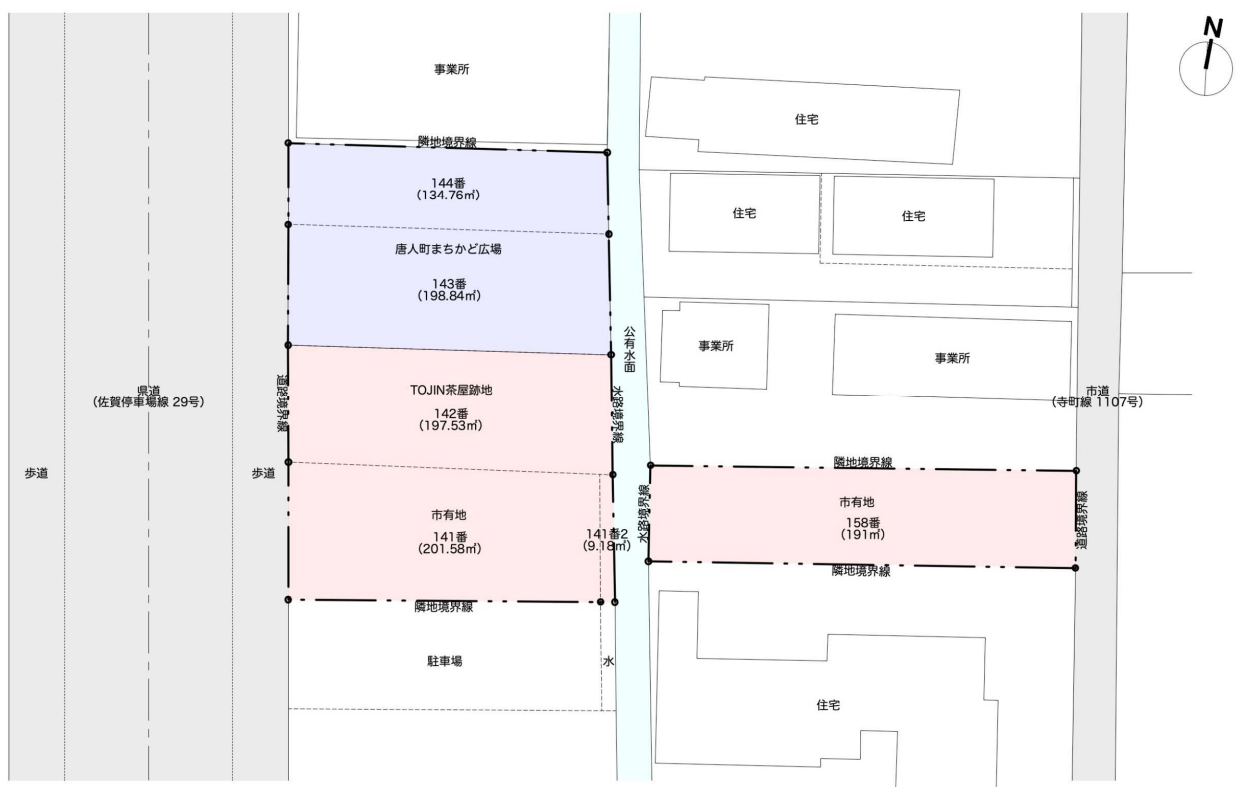 N
事業所
隣地境界線
住宅
144番
(134.76㎡)
住宅
住宅
唐人町まちかど広場
143番
(198.84㎡)
公有水面
事業所
事業所
県道
(佐賀停車場線 29号)
道路境界線
TOJIN茶屋跡地
142番
(197.53㎡)
水路境界線
市道
(寺町線 1107号)
歩道
歩道
隣地境界線
市有地
141番
(201.58㎡)
141番2
(9.18㎡)
水路境界線
市有地
158番
(191㎡)
道路境界線
隣地境界線
隣地境界線
駐車場
水
住宅